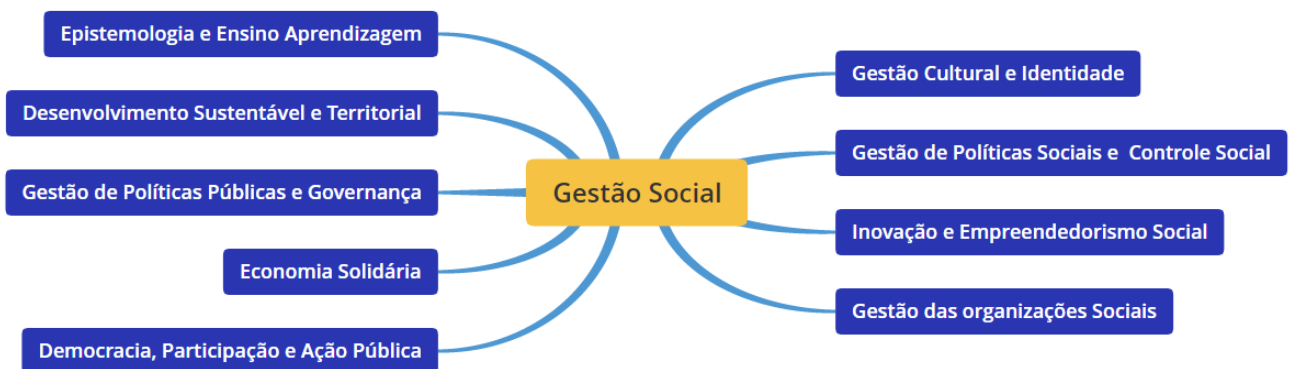 Epistemologia e Ensino Aprendizagem
Desenvolvimento Sustentável e Territorial
Gestão de Políticas Públicas e Governança
Economia Solidária
Democracia, Participação e Ação Pública
Gestão Social
Gestão Cultural e Identidade
Gestão de Políticas Sociais e  Controle Social
Inovação e Empreendedorismo Social
Gestão das organizações Sociais